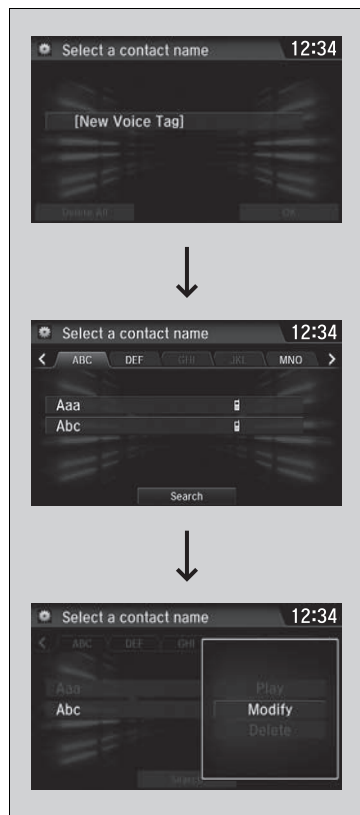 Select a contact name 12:34
[New Voice Tag]
Delete All OK
Select a contact name 12:34
< ABC DEF GHI JKL MNO >
Aaa
Abc
Search
Select a contact name 12:34
< ABC DEF GHI
Aaa Play
Abc Modify
Delete
Search